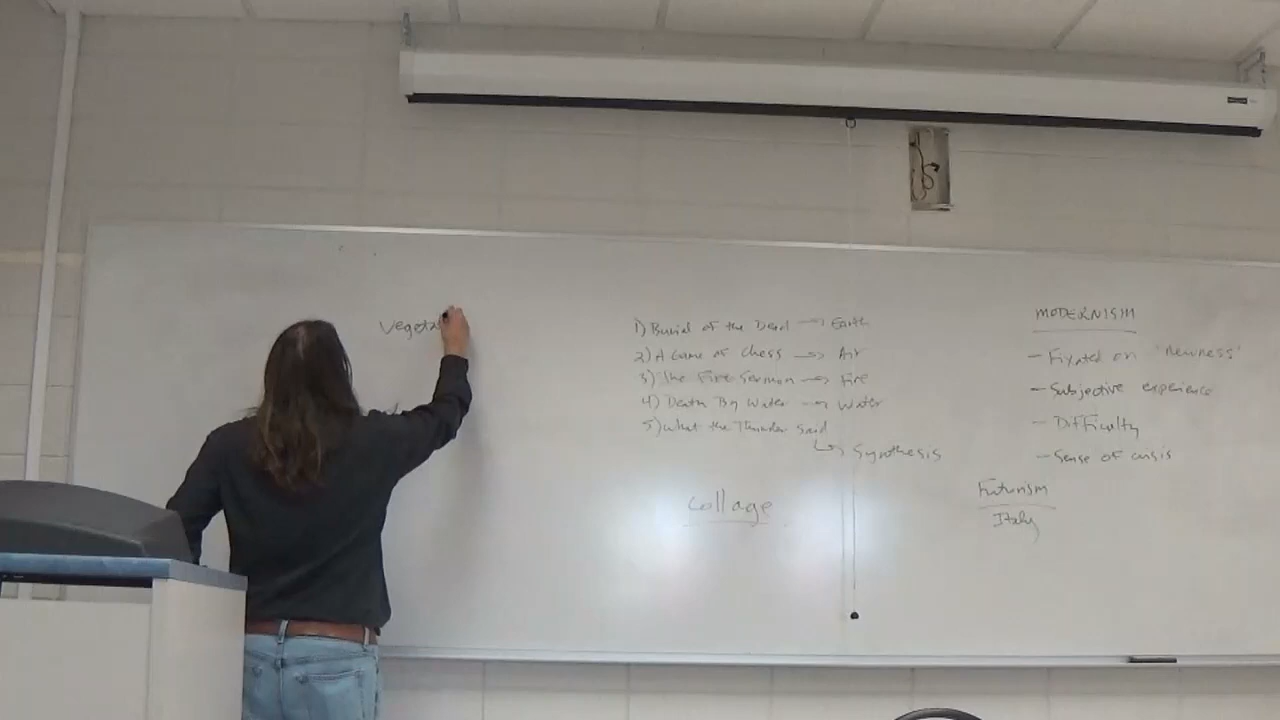 Vegeta
1) Burial of the Dead → Earth
2) A Game of Chess → Air
3) The Fire Sermon → Fire
4) Death By Water → Water
5) What the Thunder Said
↳ Synthesis
Collage
MODERNISM
- Fixated on "newness"
- Subjective experience
- Difficulty
- Sense of crisis
Futurism
Italy